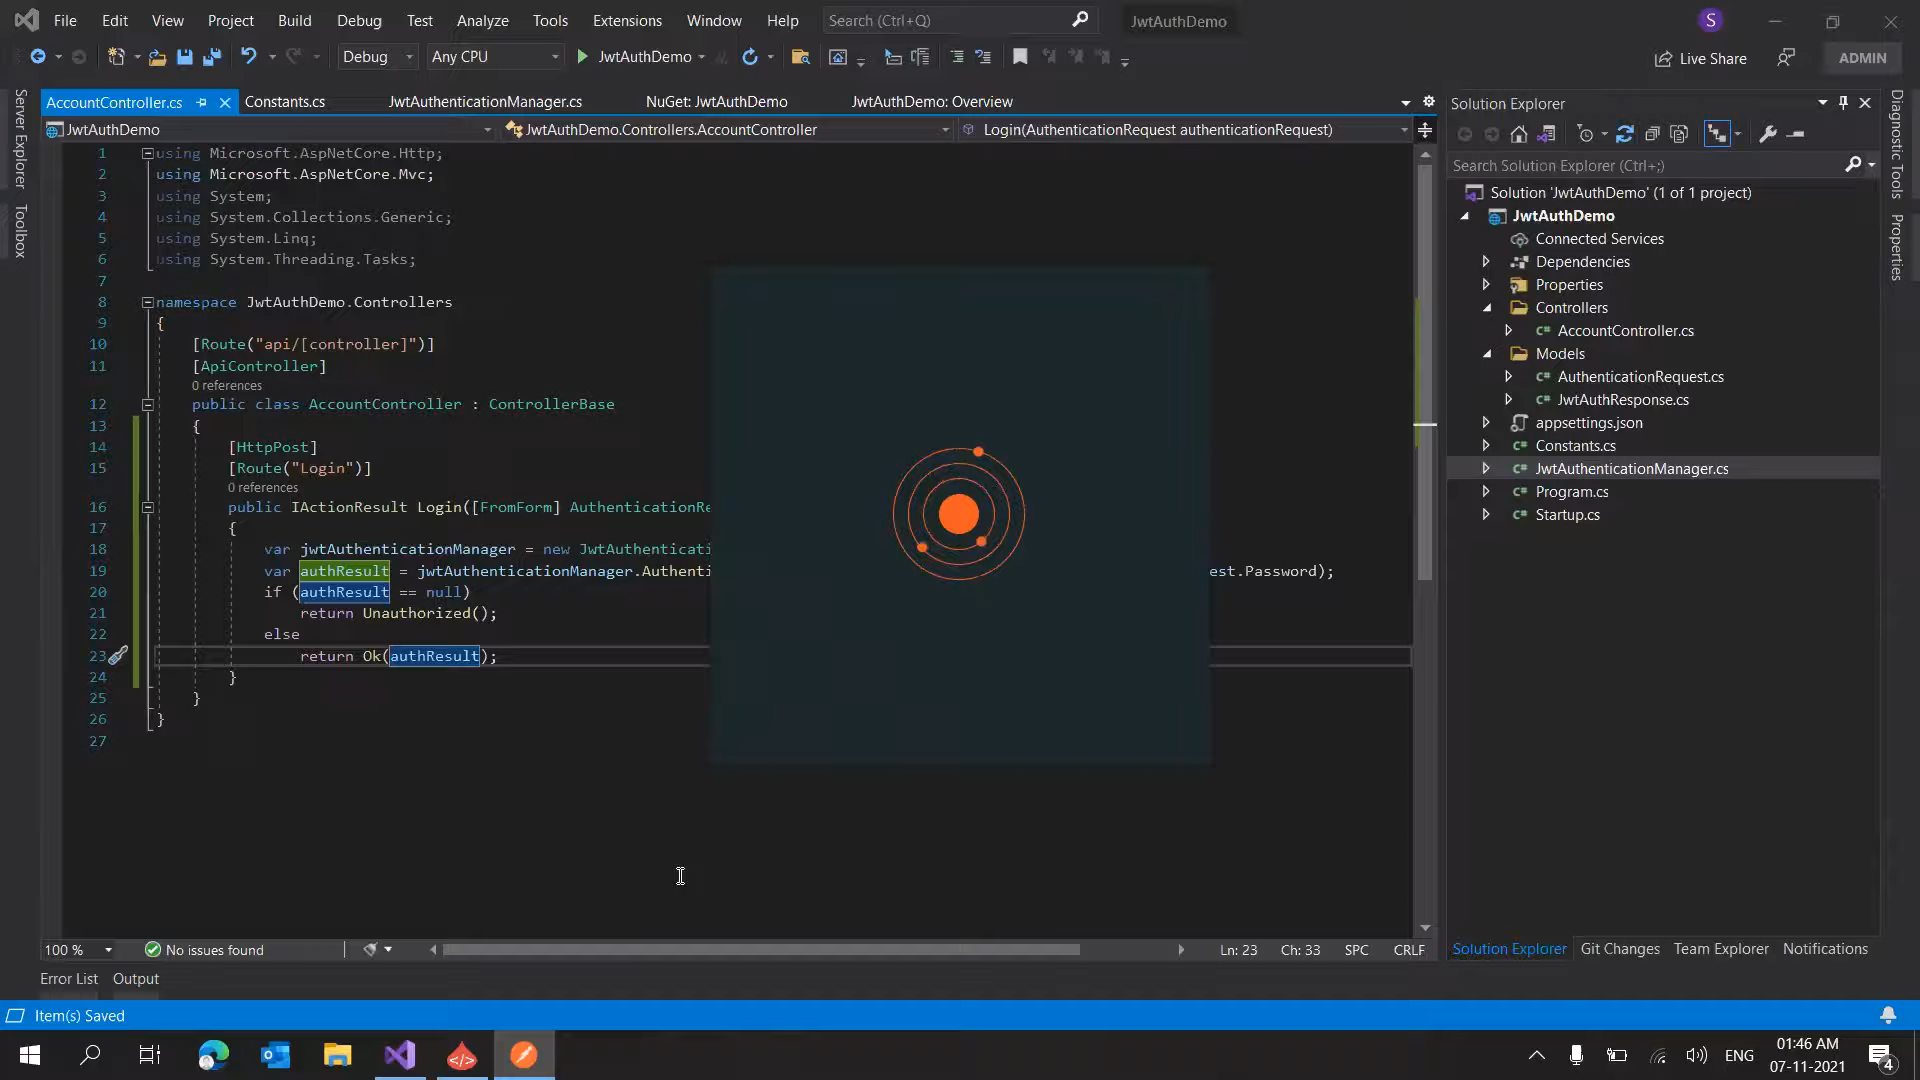 File Edit View Project Build Debug Test Analyze Tools Extensions Window Help Search (Ctrl+Q) JwtAuthDemo S
Debug Any CPU JwtAuthDemo Live Share ADMIN
AccountController.cs Constants.cs JwtAuthenticationManager.cs NuGet: JwtAuthDemo JwtAuthDemo: Overview
JwtAuthDemo JwtAuthDemo.Controllers.AccountController Login(AuthenticationRequest authenticationRequest)
Server Explorer
Toolbox
1 using Microsoft.AspNetCore.Http;
2 using Microsoft.AspNetCore.Mvc;
3 using System;
4 using System.Collections.Generic;
5 using System.Linq;
6 using System.Threading.Tasks;
7
8 namespace JwtAuthDemo.Controllers
9 {
10 [Route("api/[controller]")]
11 [ApiController]
0 references
12 public class AccountController : ControllerBase
13 {
14 [HttpPost]
15 [Route("Login")]
0 references
16 public IActionResult Login([FromForm] AuthenticationRe
17 {
18 var jwtAuthenticationManager = new JwtAuthenticati
19 var authResult = jwtAuthenticationManager.Authenti est.Password);
20 if (authResult == null)
21 return Unauthorized();
22 else
23 return Ok(authResult);
24 }
25 }
26 }
27
100 % No issues found Ln: 23 Ch: 33 SPC CRLF
Error List Output
Solution Explorer
Search Solution Explorer (Ctrl+;)
Solution 'JwtAuthDemo' (1 of 1 project)
JwtAuthDemo
Connected Services
Dependencies
Properties
Controllers
C# AccountController.cs
Models
C# AuthenticationRequest.cs
C# JwtAuthResponse.cs
appsettings.json
C# Constants.cs
C# JwtAuthenticationManager.cs
C# Program.cs
C# Startup.cs
Solution Explorer Git Changes Team Explorer Notifications
Diagnostic Tools
Properties
Item(s) Saved
ENG 01:46 AM
07-11-2021
4